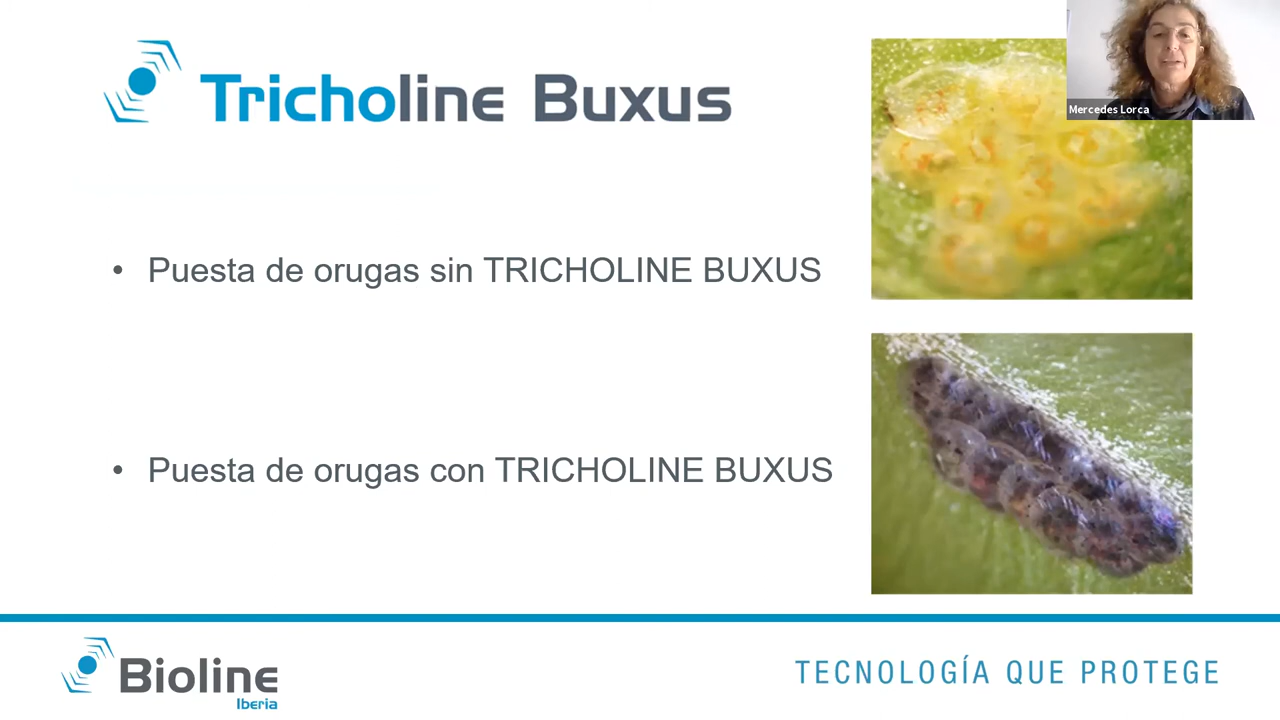 Tricholine Buxus
Mercedes Lorca
• Puesta de orugas sin TRICHOLINE BUXUS
• Puesta de orugas con TRICHOLINE BUXUS
Bioline
Iberia
TECNOLOGÍA QUE PROTEGE